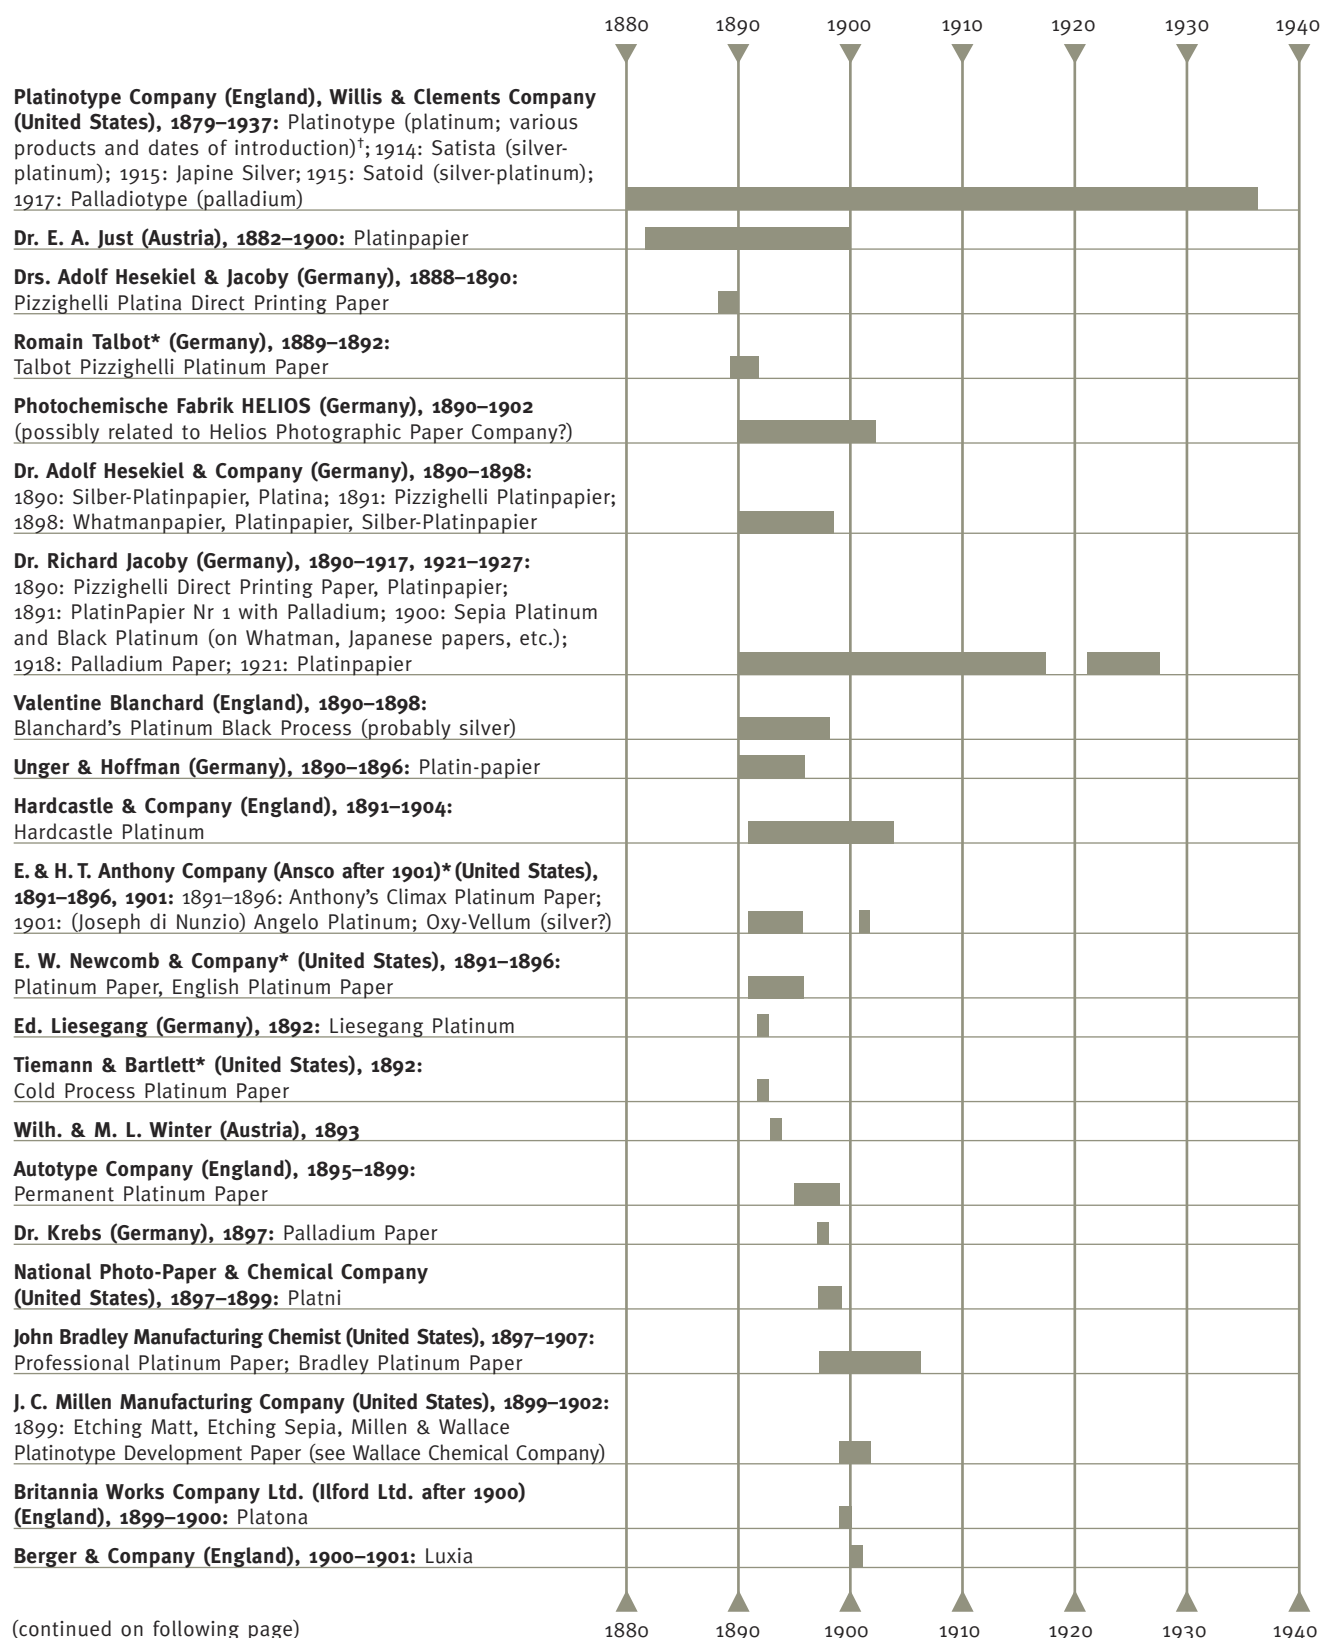 1880 1890 1900 1910 1920 1930 1940
Platinotype Company (England), Willis & Clements Company
(United States), 1879–1937: Platinotype (platinum; various
products and dates of introduction)†; 1914: Satista (silver-
platinum); 1915: Japine Silver; 1915: Satoid (silver-platinum);
1917: Palladiotype (palladium)
Dr. E. A. Just (Austria), 1882–1900: Platinpapier
Drs. Adolf Hesekiel & Jacoby (Germany), 1888–1890:
Pizzighelli Platina Direct Printing Paper
Romain Talbot* (Germany), 1889–1892:
Talbot Pizzighelli Platinum Paper
Photochemische Fabrik HELIOS (Germany), 1890–1902
(possibly related to Helios Photographic Paper Company?)
Dr. Adolf Hesekiel & Company (Germany), 1890–1898:
1890: Silber-Platinpapier, Platina; 1891: Pizzighelli Platinpapier;
1898: Whatmanpapier, Platinpapier, Silber-Platinpapier
Dr. Richard Jacoby (Germany), 1890–1917, 1921–1927:
1890: Pizzighelli Direct Printing Paper, Platinpapier;
1891: PlatinPapier Nr 1 with Palladium; 1900: Sepia Platinum
and Black Platinum (on Whatman, Japanese papers, etc.);
1918: Palladium Paper; 1921: Platinpapier
Valentine Blanchard (England), 1890–1898:
Blanchard's Platinum Black Process (probably silver)
Unger & Hoffman (Germany), 1890–1896: Platin-papier
Hardcastle & Company (England), 1891–1904:
Hardcastle Platinum
E. & H. T. Anthony Company (Ansco after 1901)* (United States),
1891–1896, 1901: 1891–1896: Anthony's Climax Platinum Paper;
1901: (Joseph di Nunzio) Angelo Platinum; Oxy-Vellum (silver?)
E. W. Newcomb & Company* (United States), 1891–1896:
Platinum Paper, English Platinum Paper
Ed. Liesegang (Germany), 1892: Liesegang Platinum
Tiemann & Bartlett* (United States), 1892:
Cold Process Platinum Paper
Wilh. & M. L. Winter (Austria), 1893
Autotype Company (England), 1895–1899:
Permanent Platinum Paper
Dr. Krebs (Germany), 1897: Palladium Paper
National Photo-Paper & Chemical Company
(United States), 1897–1899: Platni
John Bradley Manufacturing Chemist (United States), 1897–1907:
Professional Platinum Paper; Bradley Platinum Paper
J. C. Millen Manufacturing Company (United States), 1899–1902:
1899: Etching Matt, Etching Sepia, Millen & Wallace
Platinotype Development Paper (see Wallace Chemical Company)
Britannia Works Company Ltd. (Ilford Ltd. after 1900)
(England), 1899–1900: Platona
Berger & Company (England), 1900–1901: Luxia
(continued on following page)
1880 1890 1900 1910 1920 1930 1940